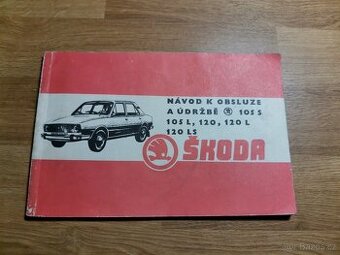 NÁVOD K OBSLUZE
A ÚDRŽBĚ 105 S
105 L, 120, 120 L
120 LS
ŠKODA